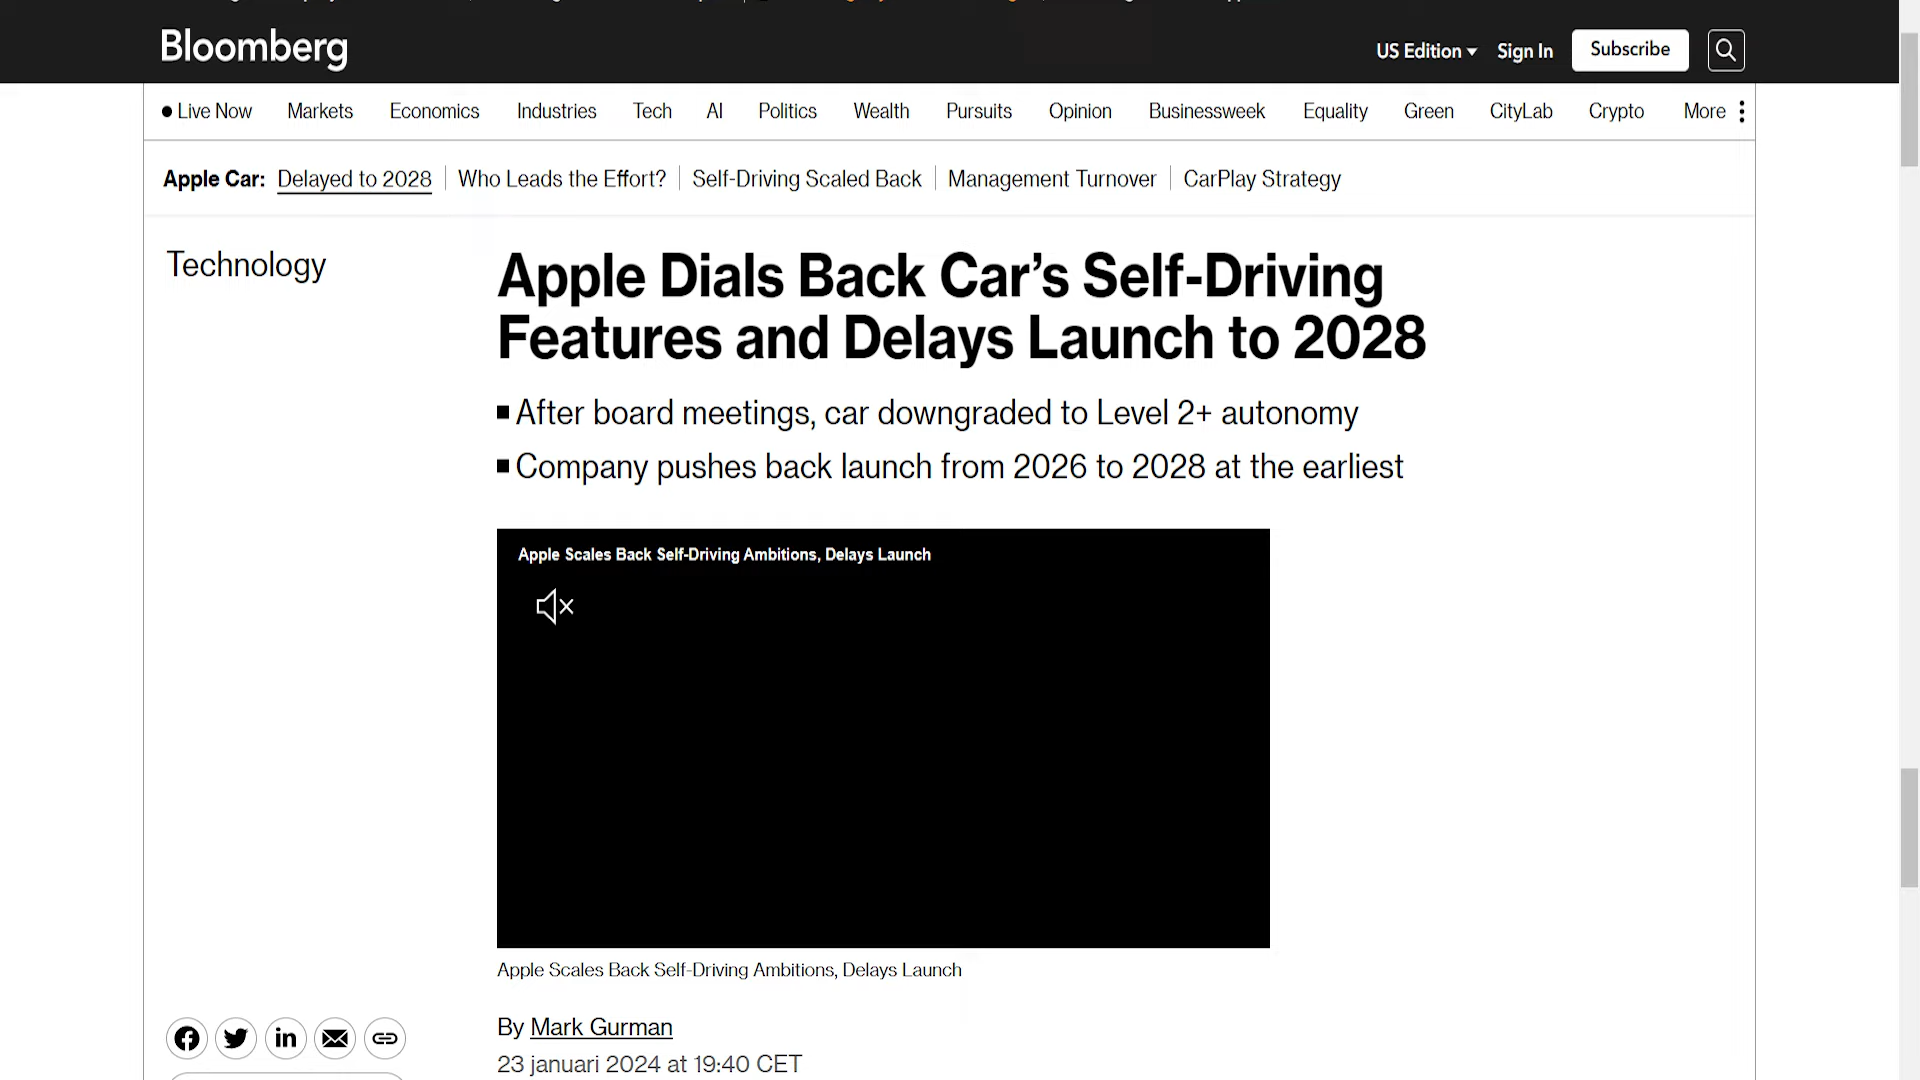 Bloomberg
US Edition Sign In Subscribe
Live Now Markets Economics Industries Tech AI Politics Wealth Pursuits Opinion Businessweek Equality Green CityLab Crypto More
Apple Car: Delayed to 2028 Who Leads the Effort? Self-Driving Scaled Back Management Turnover CarPlay Strategy
Technology
Apple Dials Back Car’s Self-Driving
Features and Delays Launch to 2028
After board meetings, car downgraded to Level 2+ autonomy
Company pushes back launch from 2026 to 2028 at the earliest
Apple Scales Back Self-Driving Ambitions, Delays Launch
Apple Scales Back Self-Driving Ambitions, Delays Launch
By Mark Gurman
23 januari 2024 at 19:40 CET